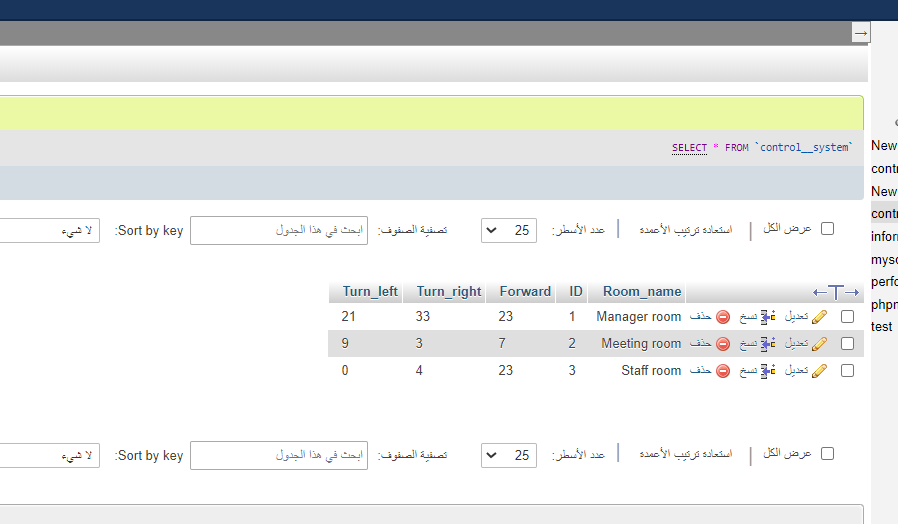 →
SELECT * FROM `control__system`
عرض الكل | استعادة ترتيب الأعمدة | عدد الأسطر: 25 تصفية الصفوف: ابحث في هذا الجدول Sort by key: لا شيء
←T→ Room_name ID Forward Turn_right Turn_left
تعديل نسخ حذف Manager room 1 23 33 21
تعديل نسخ حذف Meeting room 2 7 3 9
تعديل نسخ حذف Staff room 3 23 4 0
عرض الكل | استعادة ترتيب الأعمدة | عدد الأسطر: 25 تصفية الصفوف: ابحث في هذا الجدول Sort by key: لا شيء
New
contr
New
contr
infor
myso
perfo
phpm
test